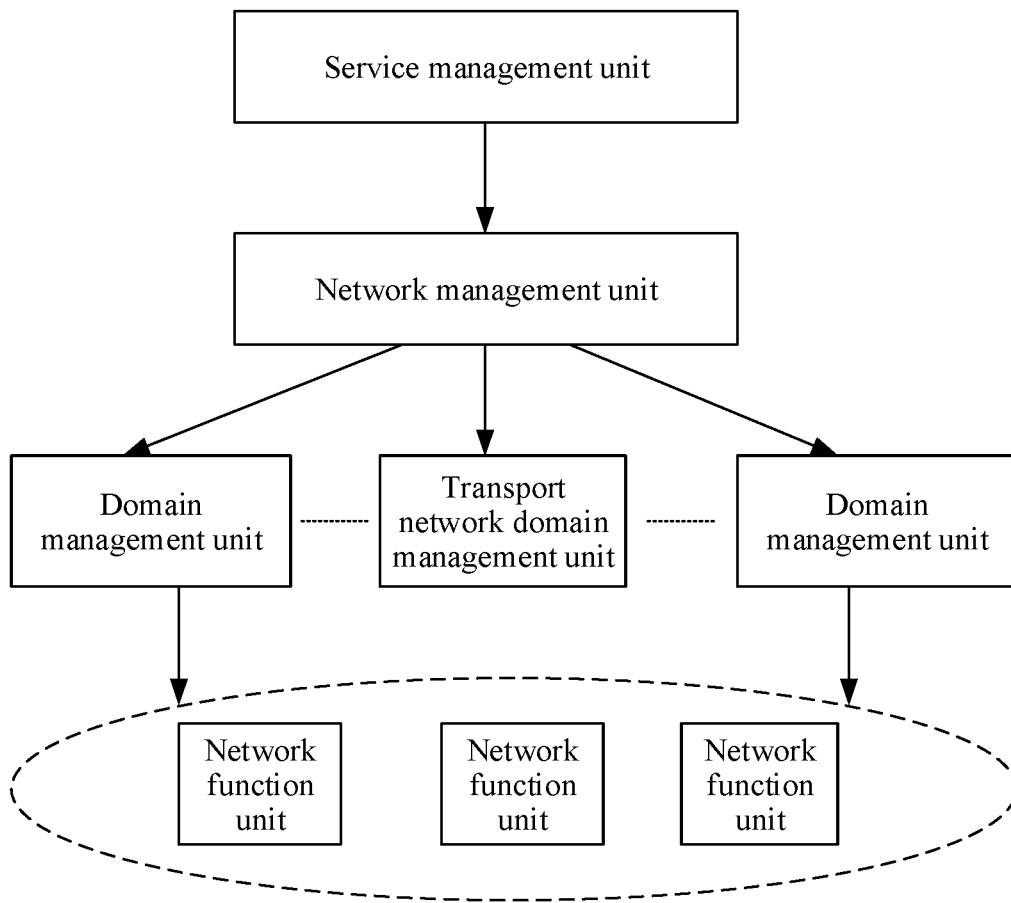 Service management unit
Network management unit
Domain
management unit
Transport
network domain
management unit
Domain
management unit
Network
function
unit
Network
function
unit
Network
function
unit